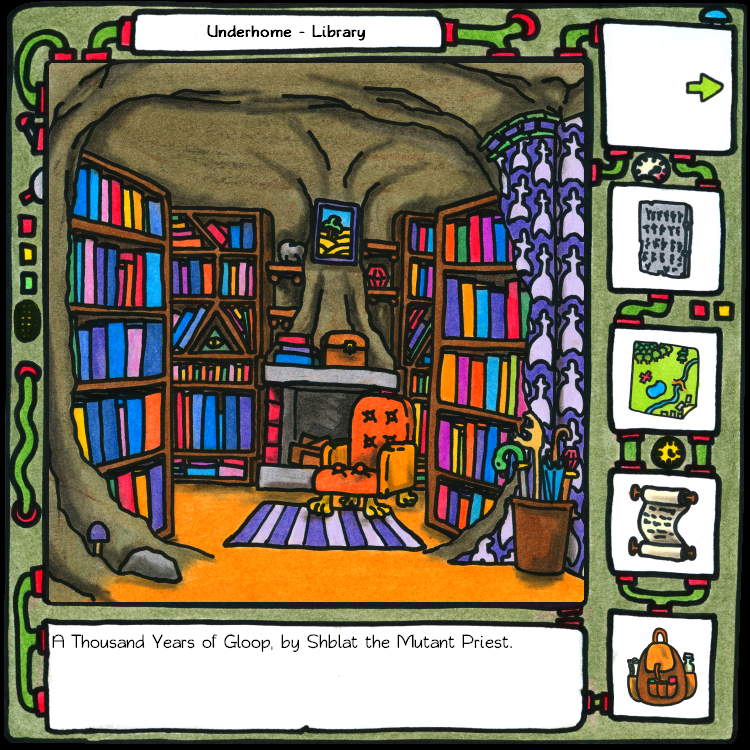 Underhome - Library
A Thousand Years of Gloop, by Shblat the Mutant Priest.